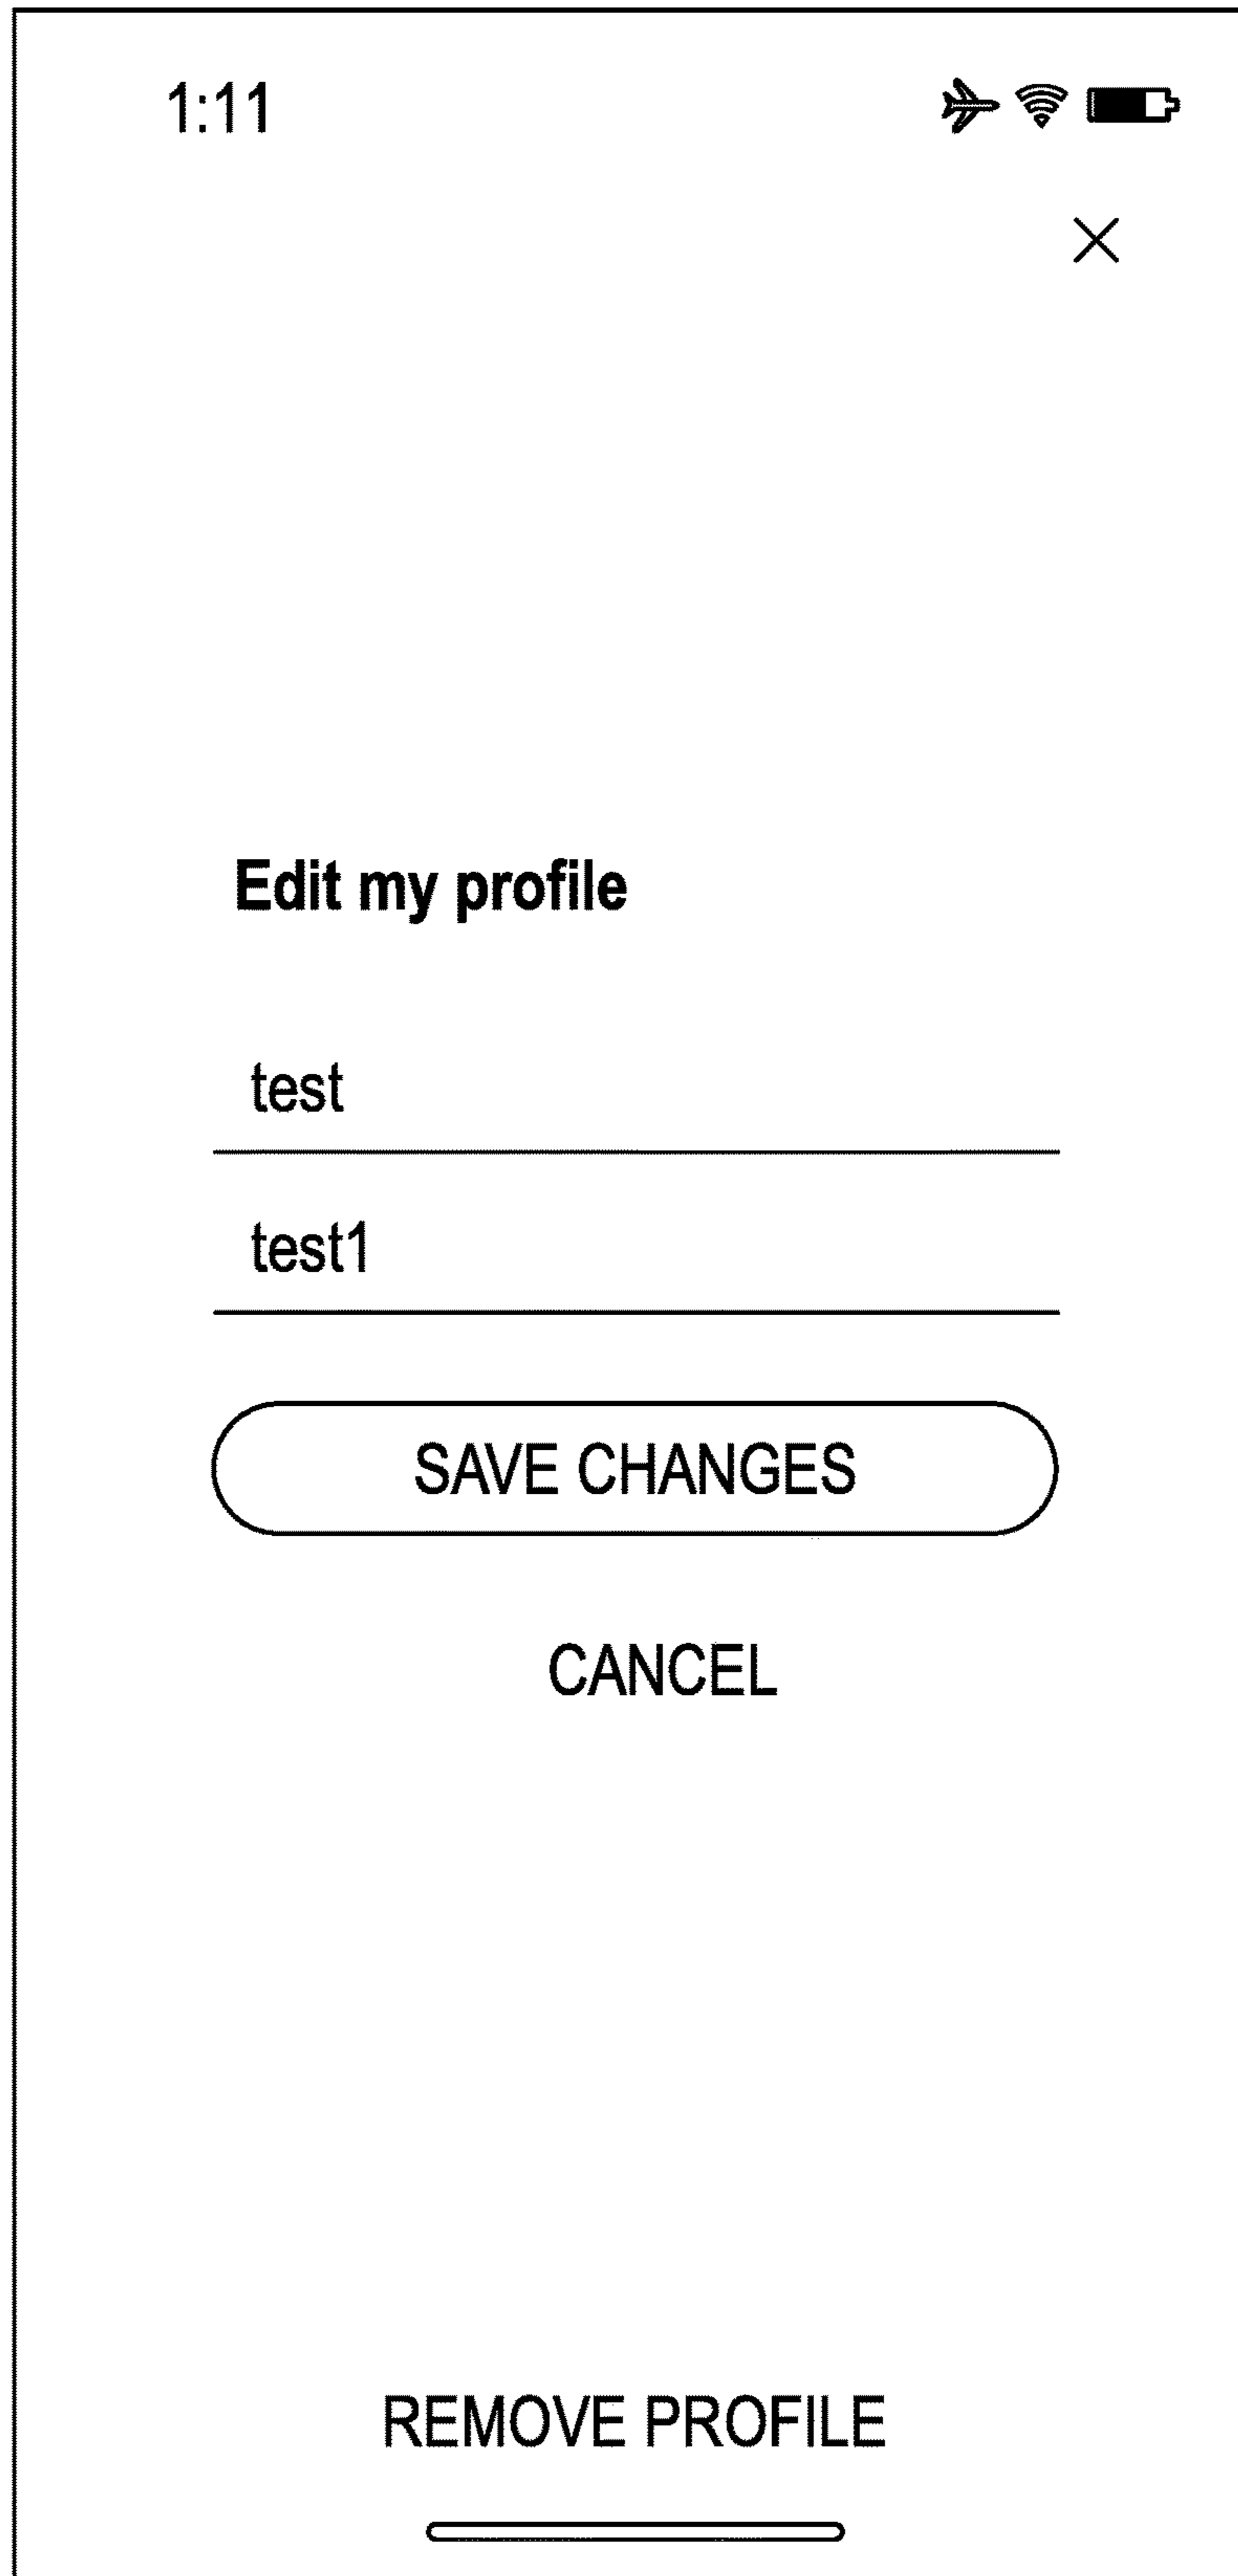 1:11
Edit my profile
test
test1
SAVE CHANGES
CANCEL
REMOVE PROFILE